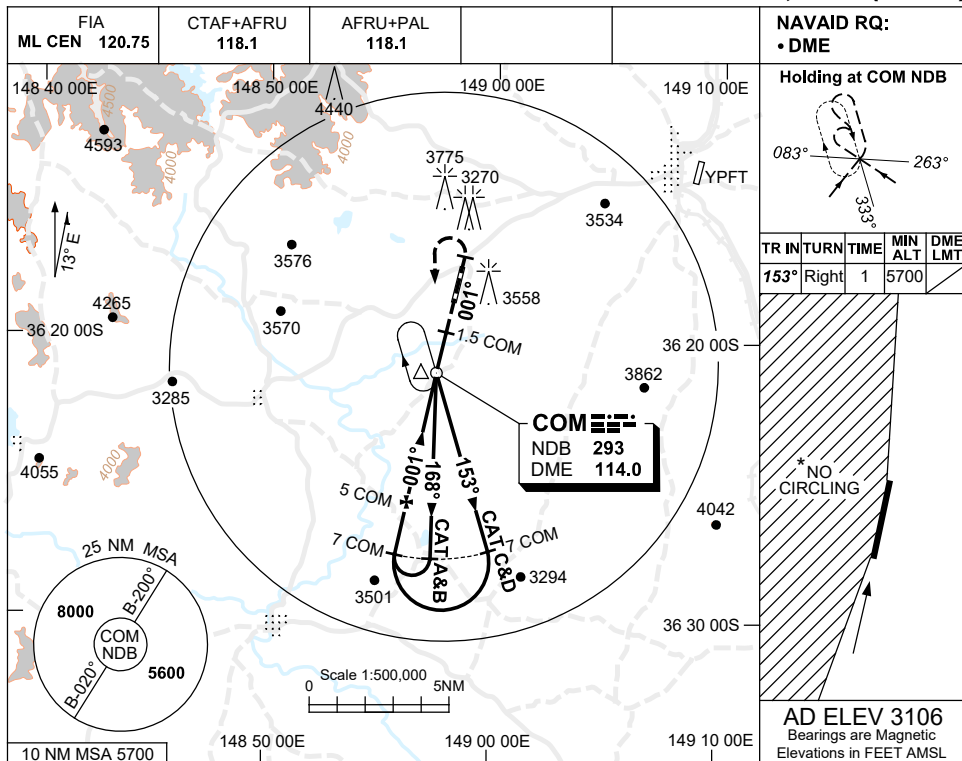 FIA
ML CEN 120.75
CTAF+AFRU
118.1
AFRU+PAL
118.1
NAVAID RQ:
• DME
148 40 00E
148 50 00E
149 00 00E
149 10 00E
4500
4593
4000
4440
4000
3775
3270
YPFT
3534
13° E
3576
3558
001°
4265
3570
36 20 00S
1.5 COM
36 20 00S
3285
3862
COM
NDB 293
DME 114.0
4055
4000
001°
168°
153°
5 COM
4042
7 COM
CAT A&B
CAT C&D
7 COM
3501
3294
25 NM MSA
8000
B-200°
COM
NDB
B-020°
5600
36 30 00S
Scale 1:500,000
0 5NM
10 NM MSA 5700
148 50 00E
149 00 00E
149 10 00E
Holding at COM NDB
083°
263°
333°
TR IN TURN TIME MIN ALT DME LMT
153° Right 1 5700
*NO
CIRCLING
AD ELEV 3106
Bearings are Magnetic
Elevations in FEET AMSL